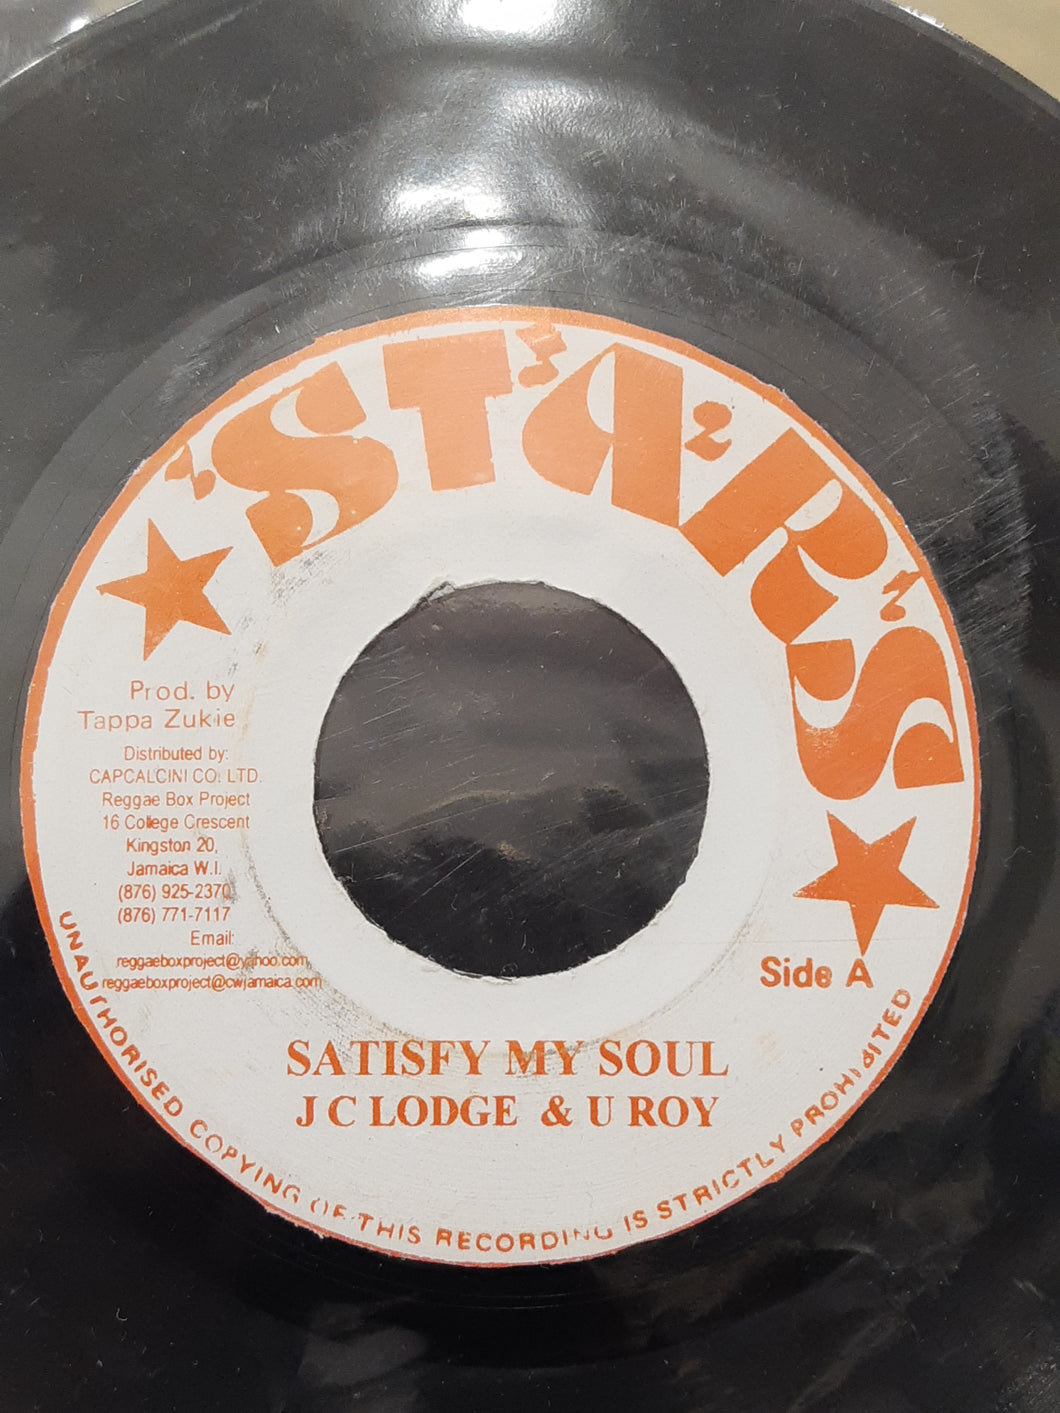 STARS
Prod. by
Tappa Zukie
Distributed by:
CAPCALCINI CO. LTD.
Reggae Box Project
16 College Crescent
Kingston 20,
Jamaica W.I.
(876) 925-2370
(876) 771-7117
Email:
reggaeboxproject@yahoo.com
reggaeboxproject@cwjamaica.com
Side A
SATISFY MY SOUL
J C LODGE & U ROY
UNAUTHORISED COPYING OF THIS RECORDING IS STRICTLY PROHIBITED